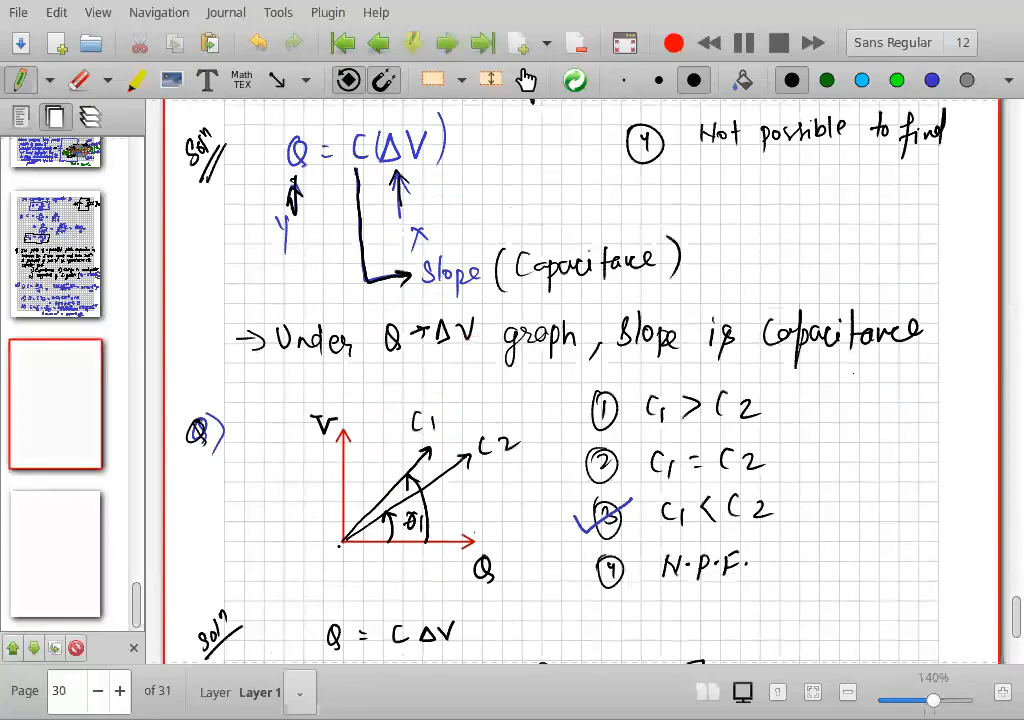 File Edit View Navigation Journal Tools Plugin Help
Sans Regular 12
Math
TEX
Soln
Q = C(ΔV)
④ Not possible to find
Y
X
Slope (Capacitance)
→ Under Q → ΔV graph, Slope is Capacitance
Q)
V C1 C2
θ1
Q
① C1 > C2
② C1 = C2
③ C1 < C2
④ N.P.F.
Soln
Q = C ΔV
Page 30 of 31 Layer Layer 1 140%